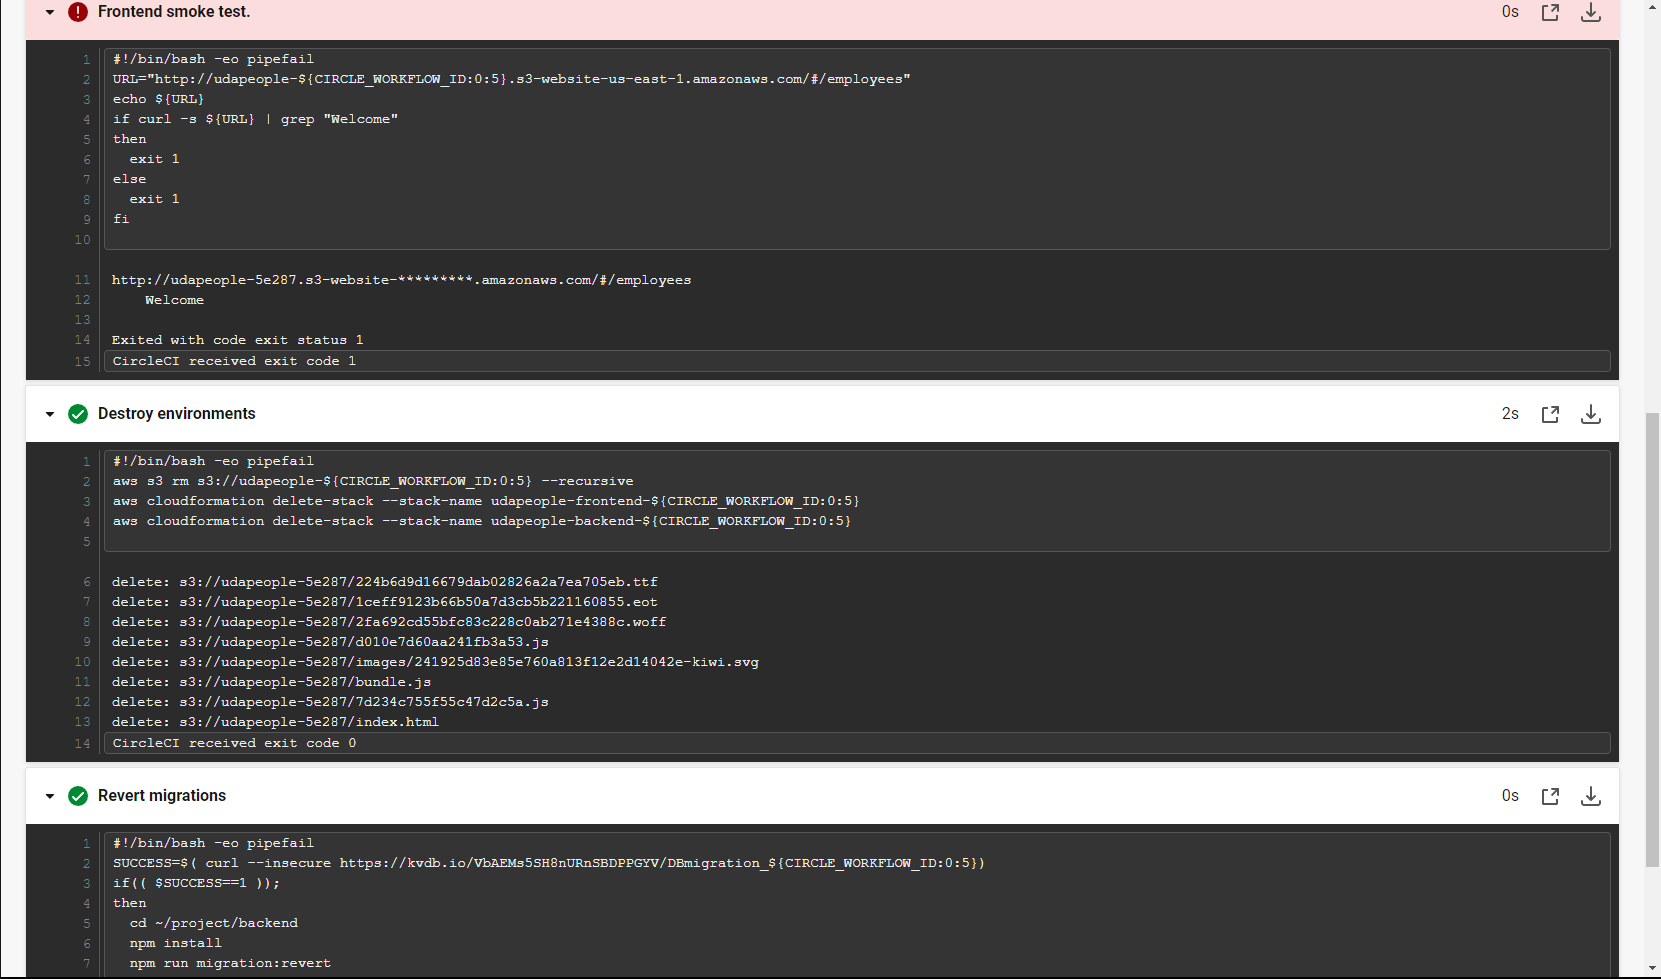 Frontend smoke test.
0s
1 #!/bin/bash -eo pipefail
2 URL="http://udapeople-${CIRCLE_WORKFLOW_ID:0:5}.s3-website-us-east-1.amazonaws.com/#/employees"
3 echo ${URL}
4 if curl -s ${URL} | grep "Welcome"
5 then
6 exit 1
7 else
8 exit 1
9 fi
10
11 http://udapeople-5e287.s3-website-*********.amazonaws.com/#/employees
12 Welcome
13
14 Exited with code exit status 1
15 CircleCI received exit code 1
Destroy environments
2s
1 #!/bin/bash -eo pipefail
2 aws s3 rm s3://udapeople-${CIRCLE_WORKFLOW_ID:0:5} --recursive
3 aws cloudformation delete-stack --stack-name udapeople-frontend-${CIRCLE_WORKFLOW_ID:0:5}
4 aws cloudformation delete-stack --stack-name udapeople-backend-${CIRCLE_WORKFLOW_ID:0:5}
5
6 delete: s3://udapeople-5e287/224b6d9d16679dab02826a2a7ea705eb.ttf
7 delete: s3://udapeople-5e287/1ceff9123b66b50a7d3cb5b221160855.eot
8 delete: s3://udapeople-5e287/2fa692cd55bfc83c228c0ab271e4388c.woff
9 delete: s3://udapeople-5e287/d010e7d60aa241fb3a53.js
10 delete: s3://udapeople-5e287/images/241925d83e85e760a813f12e2d14042e-kiwi.svg
11 delete: s3://udapeople-5e287/bundle.js
12 delete: s3://udapeople-5e287/7d234c755f55c47d2c5a.js
13 delete: s3://udapeople-5e287/index.html
14 CircleCI received exit code 0
Revert migrations
0s
1 #!/bin/bash -eo pipefail
2 SUCCESS=$( curl --insecure https://kvdb.io/VbAEMs5SH8nURnSBDPPGYV/DBmigration_${CIRCLE_WORKFLOW_ID:0:5})
3 if(( $SUCCESS==1 ));
4 then
5 cd ~/project/backend
6 npm install
7 npm run migration:revert